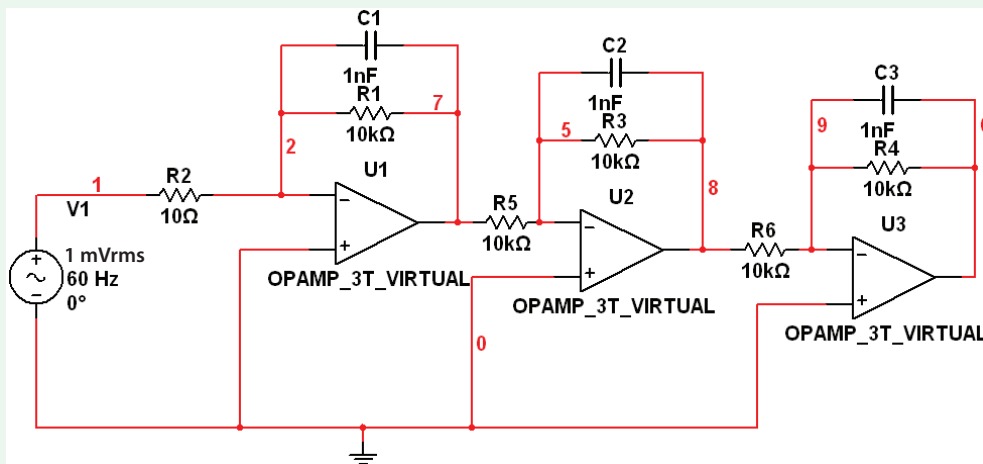 C1
1nF
R1
10kΩ
7
2
U1
1
V1
R2
10Ω
1 mVrms
60 Hz
0°
OPAMP_3T_VIRTUAL
C2
1nF
5
R3
10kΩ
U2
8
R5
10kΩ
OPAMP_3T_VIRTUAL
0
C3
1nF
9
R4
10kΩ
U3
R6
10kΩ
OPAMP_3T_VIRTUAL